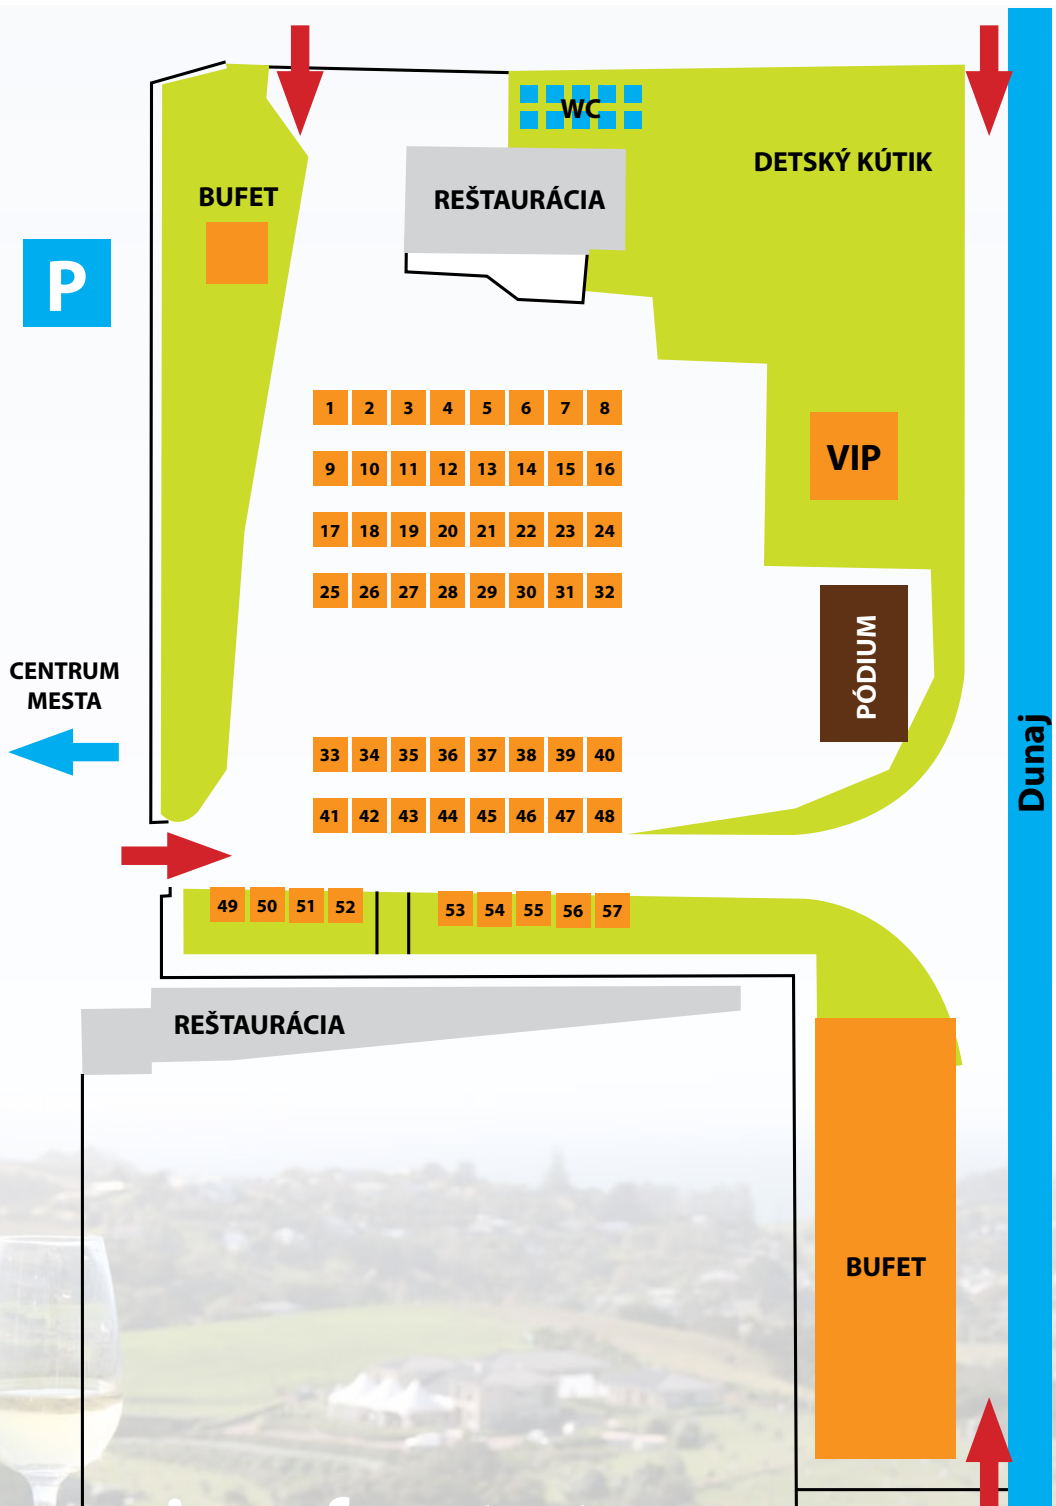 WC
DETSKÝ KÚTIK
BUFET
REŠTAURÁCIA
P
1 2 3 4 5 6 7 8
9 10 11 12 13 14 15 16
VIP
17 18 19 20 21 22 23 24
25 26 27 28 29 30 31 32
PÓDIUM
CENTRUM
MESTA
Dunaj
33 34 35 36 37 38 39 40
41 42 43 44 45 46 47 48
49 50 51 52 53 54 55 56 57
REŠTAURÁCIA
BUFET